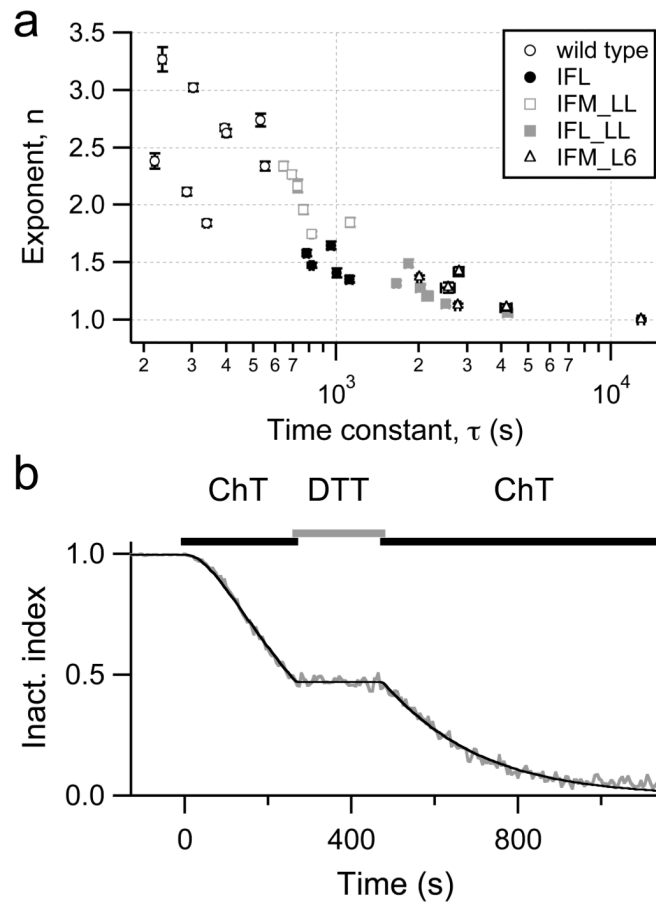 a
3.5
3.0
2.5
2.0
1.5
1.0
Exponent, n
wild type
IFL
IFM_LL
IFL_LL
IFM_L6
2 3 4 5 6 7 2 3 4 5 6 7
10³ 10⁴
Time constant, τ (s)
b
ChT DTT ChT
1.0
0.5
0.0
Inact. index
0 400 800
Time (s)